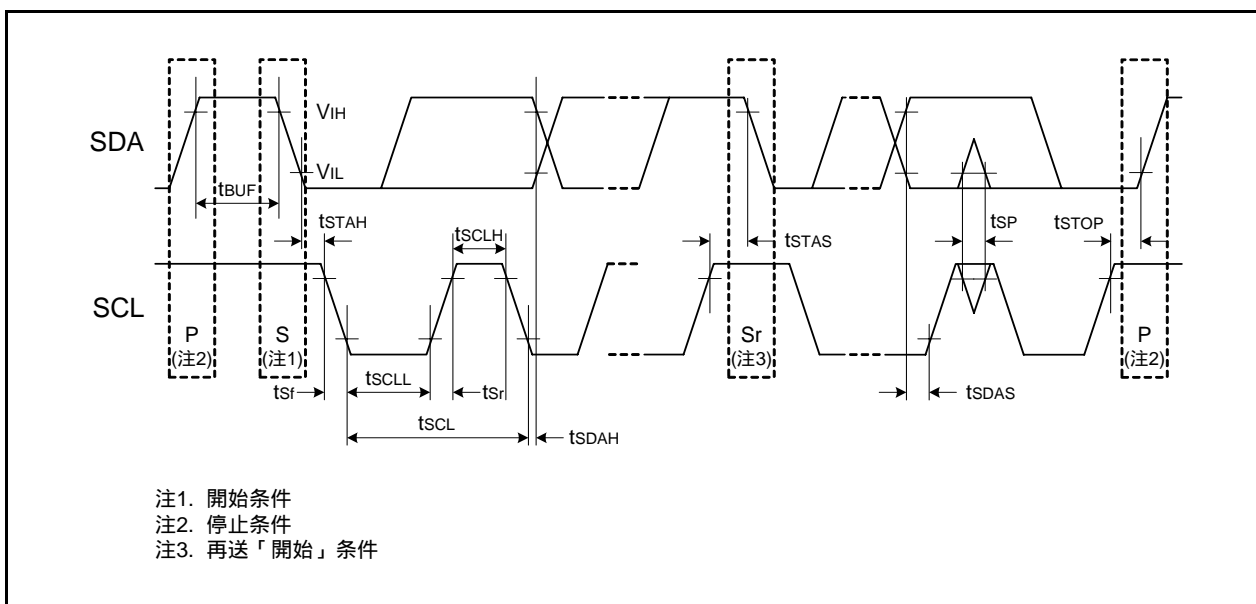 SDA
VIH
VIL
tBUF
tSTAH
tSCLH
tSTAS
tSP
tSTOP
SCL
P
(注2)
S
(注1)
Sr
(注3)
P
(注2)
tSf
tSCLL
tSr
tSDAS
tSCL
tSDAH
注1. 開始条件
注2. 停止条件
注3. 再送「開始」条件